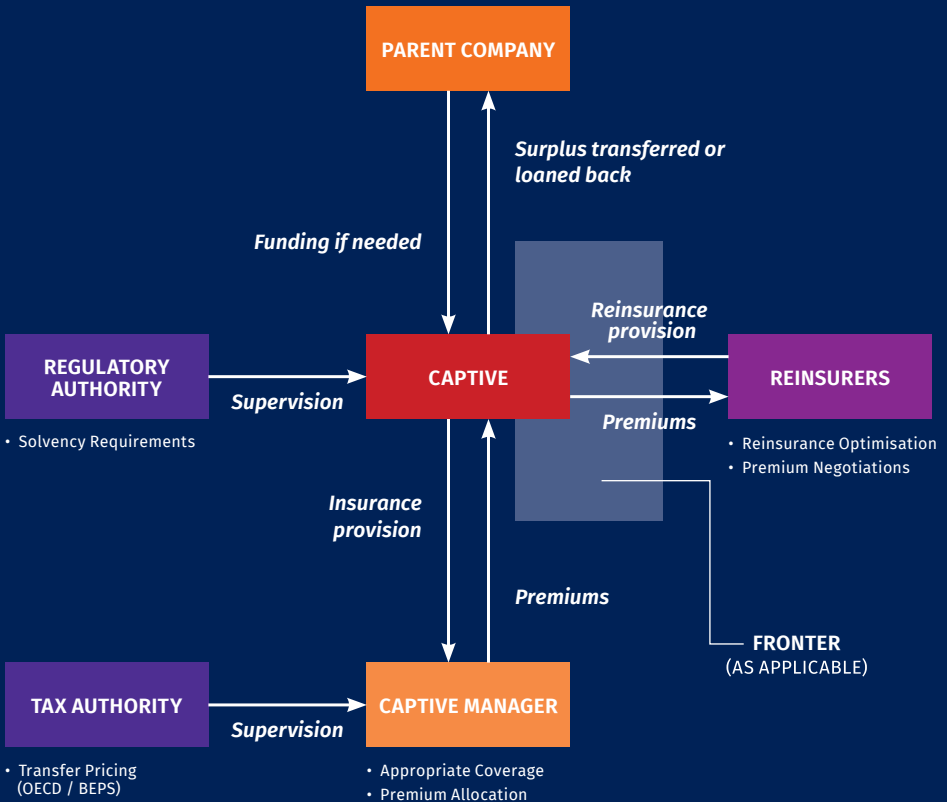 PARENT COMPANY
Surplus transferred or
loaned back
Funding if needed
Reinsurance
provision
REGULATORY
AUTHORITY
Supervision
CAPTIVE
REINSURERS
Premiums
• Solvency Requirements
• Reinsurance Optimisation
• Premium Negotiations
Insurance
provision
Premiums
FRONTER
(AS APPLICABLE)
TAX AUTHORITY
Supervision
CAPTIVE MANAGER
• Transfer Pricing
(OECD / BEPS)
• Appropriate Coverage
• Premium Allocation